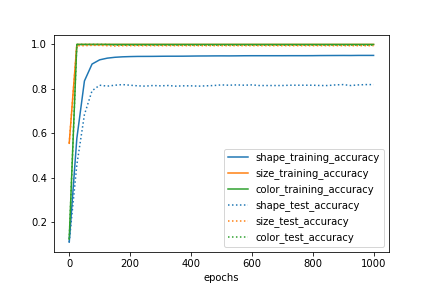 1.0
0.8
0.6
0.4
0.2
shape_training_accuracy
size_training_accuracy
color_training_accuracy
shape_test_accuracy
size_test_accuracy
color_test_accuracy
0 200 400 600 800 1000
epochs